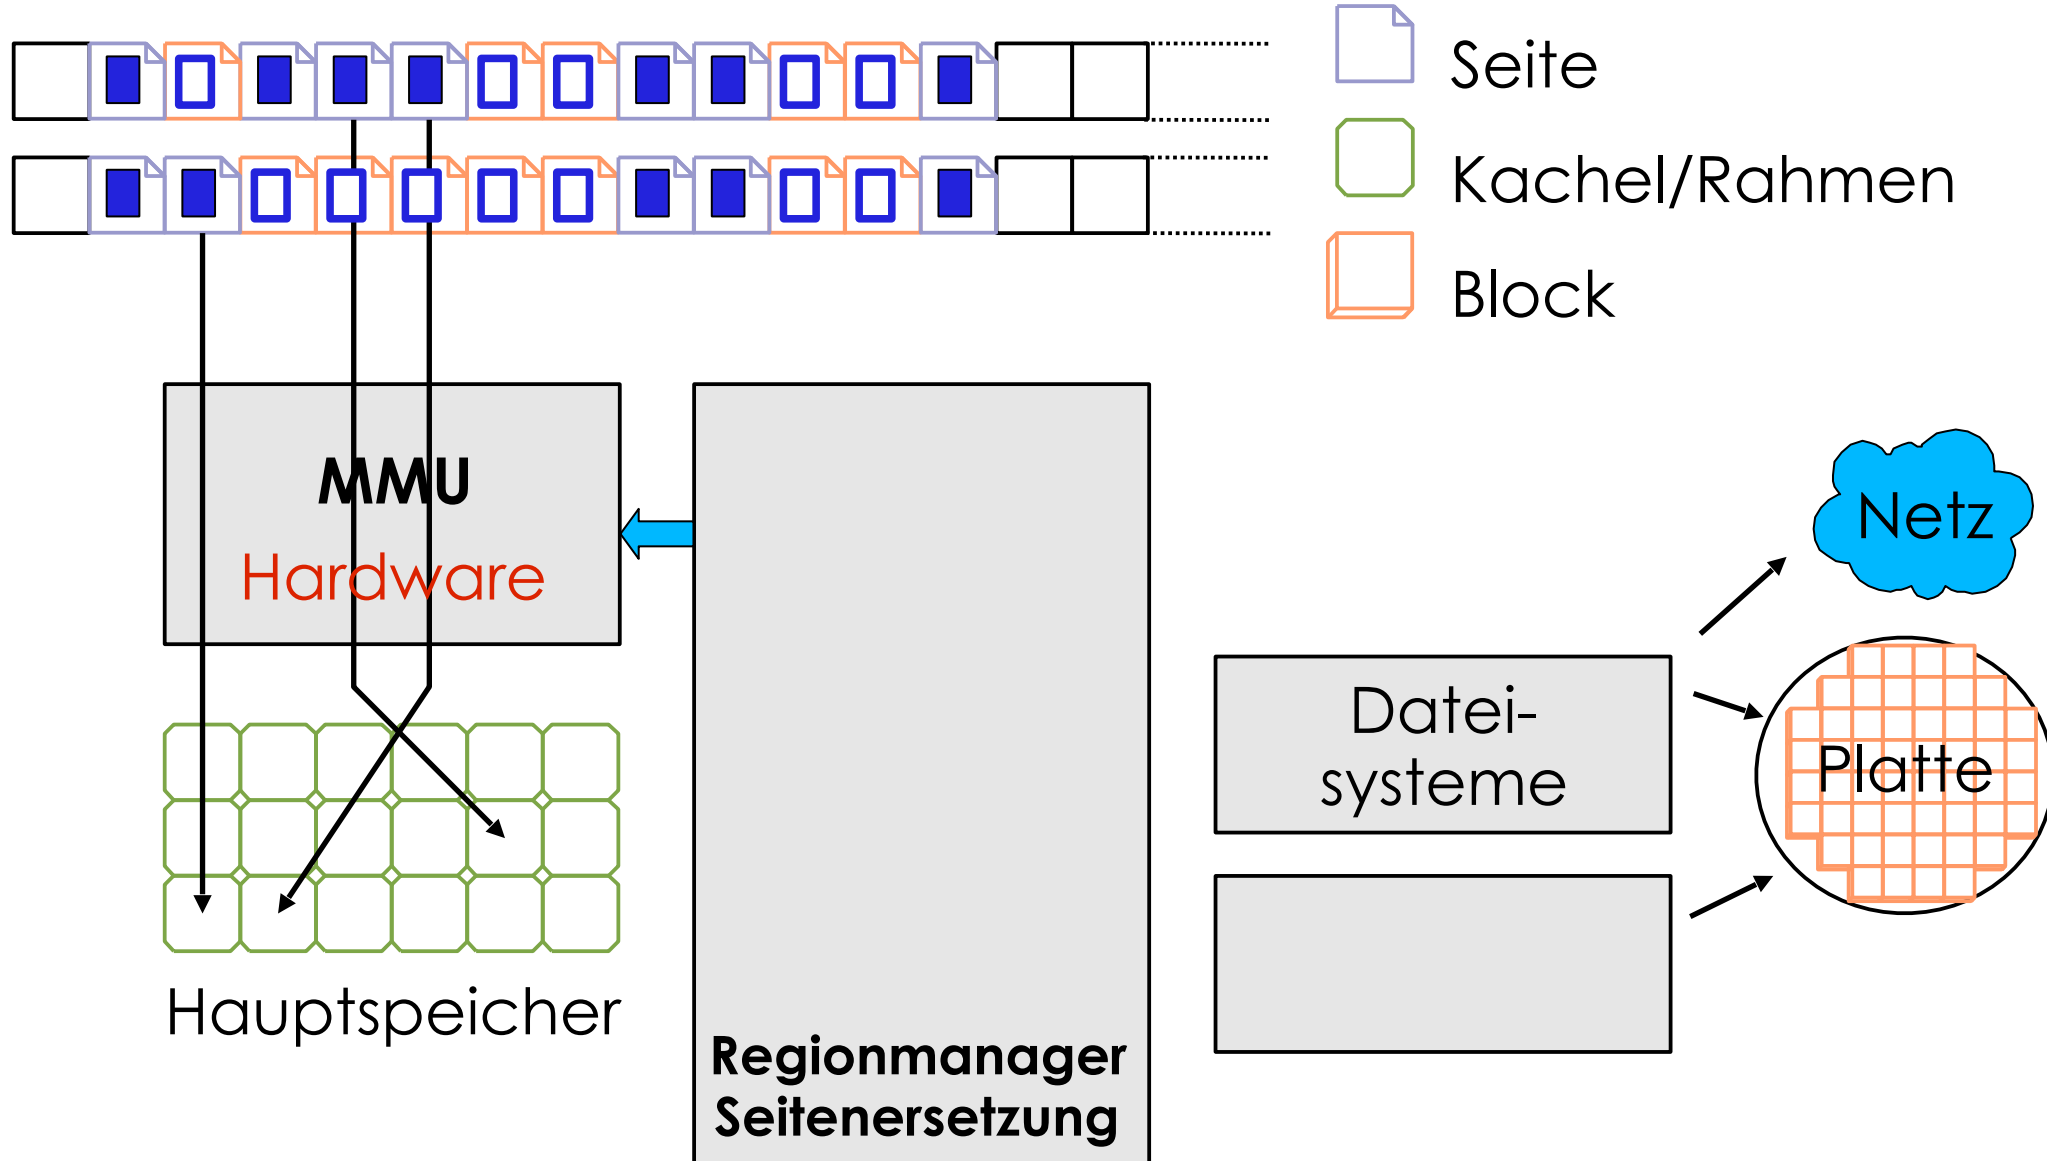 Seite
Kachel/Rahmen
Block
MMU
Hardware
Netz
Datei-
systeme
Platte
Hauptspeicher
Regionmanager
Seitenersetzung